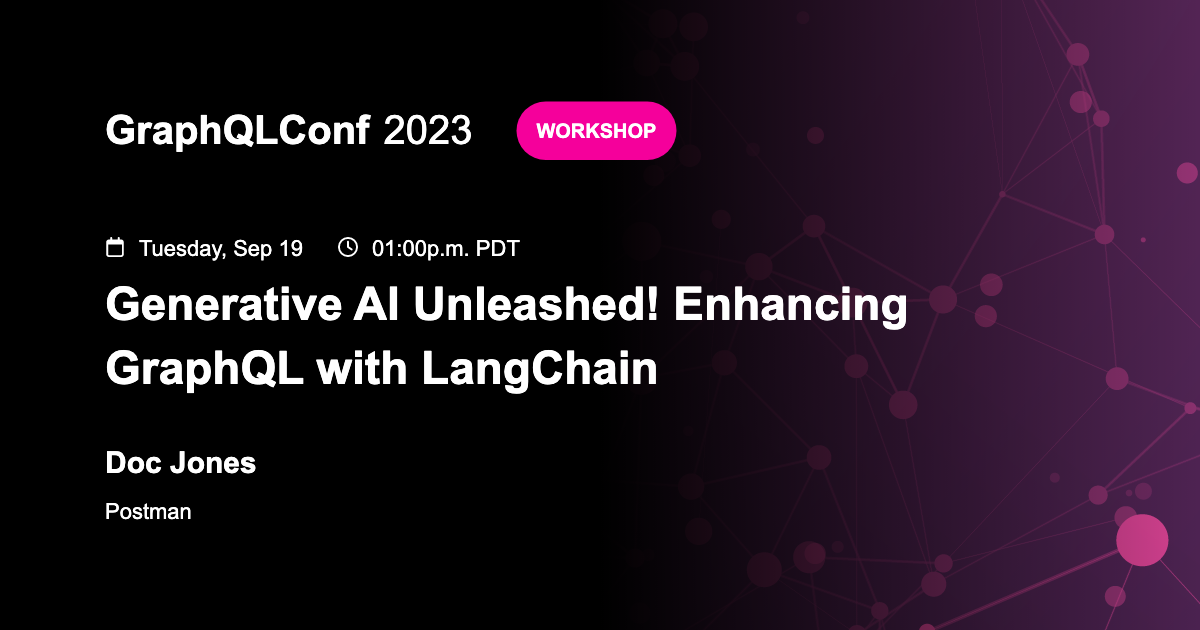 GraphQLConf 2023 WORKSHOP
Tuesday, Sep 19 01:00p.m. PDT
Generative AI Unleashed! Enhancing
GraphQL with LangChain
Doc Jones
Postman